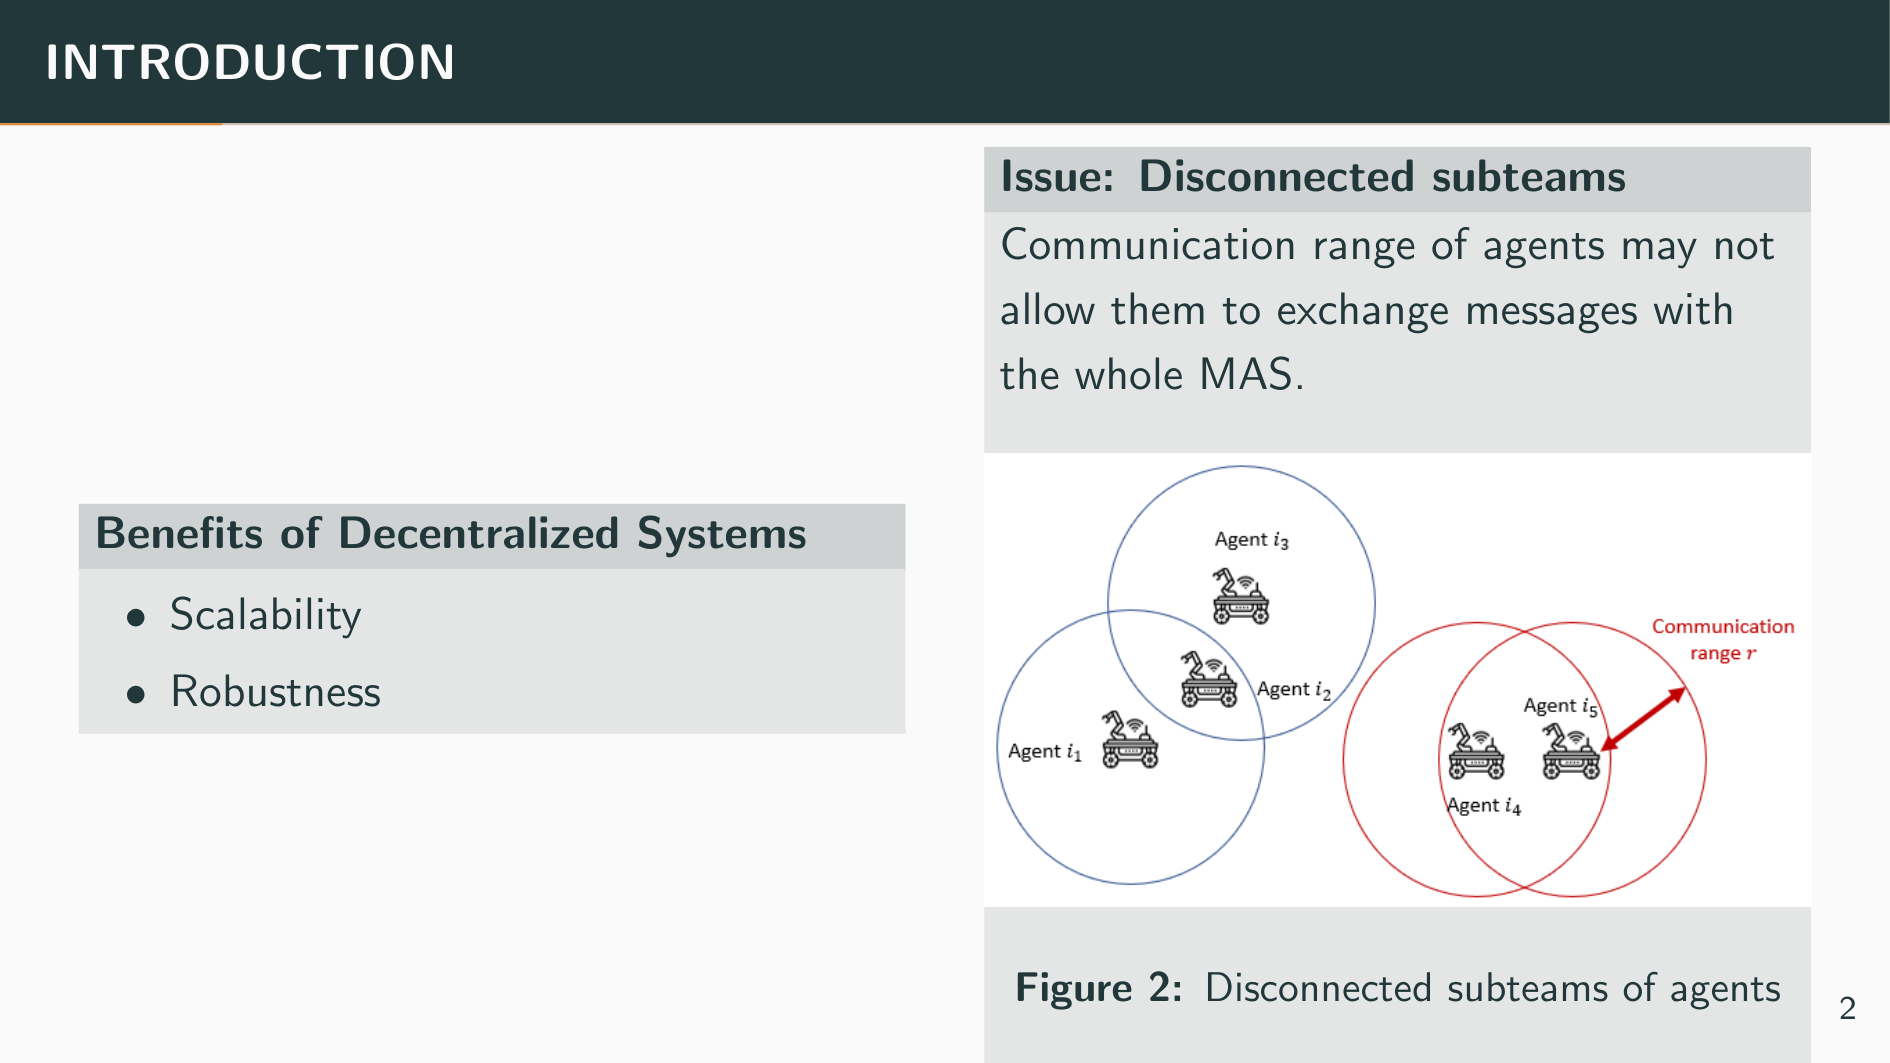 INTRODUCTION
Benefits of Decentralized Systems
• Scalability
• Robustness
Issue: Disconnected subteams
Communication range of agents may not
allow them to exchange messages with
the whole MAS.
Agent i₃
Agent i₂
Agent i₁
Communication
range r
Agent i₅
Agent i₄
Figure 2: Disconnected subteams of agents
2